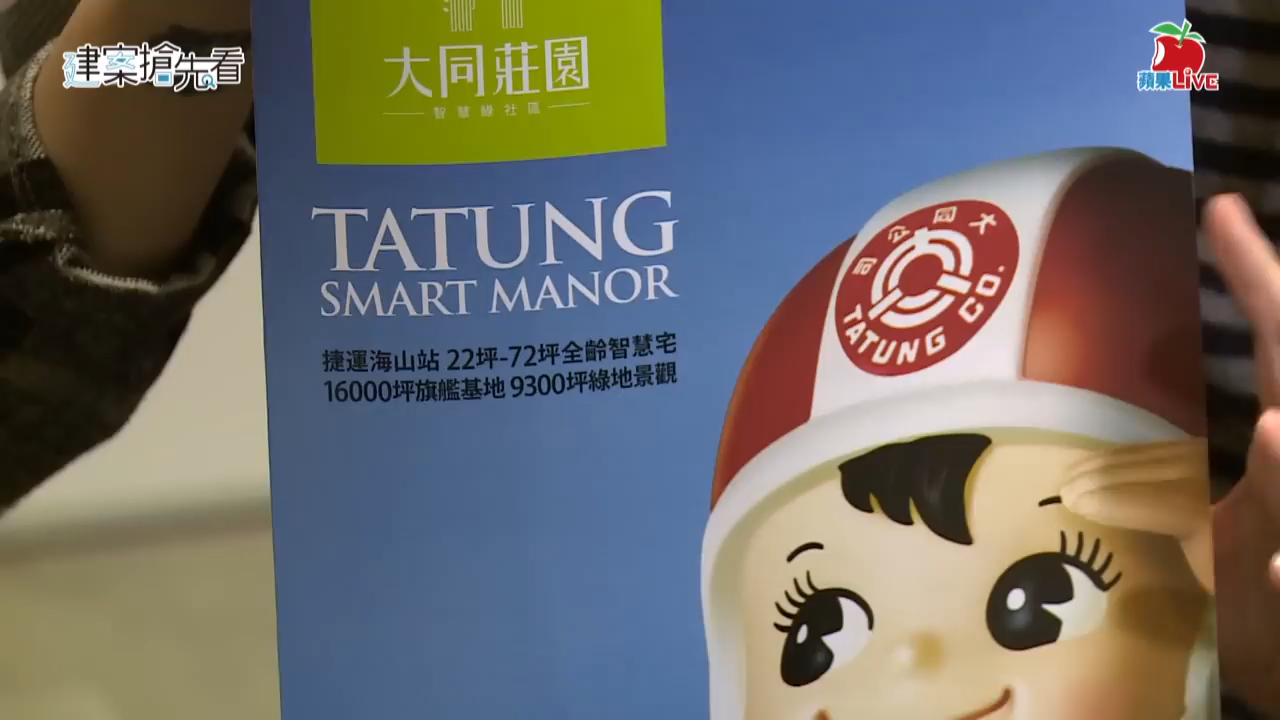 建案搶先看
蘋果LIVE
大同莊園
智慧綠社區
TATUNG
SMART MANOR
捷運海山站 22坪-72坪全齡智慧宅
16000坪旗艦基地 9300坪綠地景觀
大同公司
TATUNG CO.